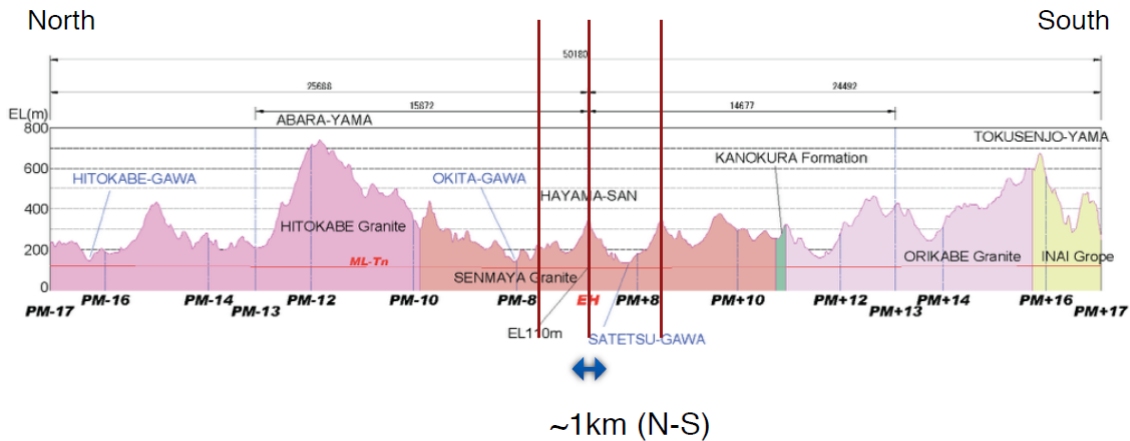 North South
50180
25688 24492
15872 14677
EL(m)
ABARA-YAMA
800
TOKUSENJO-YAMA
KANOKURA Formation
600
HITOKABE-GAWA OKITA-GAWA
HAYAMA-SAN
400
HITOKABE Granite
200
ML-Tn ORIKABE Granite INAI Grope
SENMAYA Granite
0
PM-16 PM-14 PM-12 PM-10 PM-8 EH PM+8 PM+10 PM+12 PM+14 PM+16
PM-17 PM-13 PM+13 PM+17
EL110m
SATETSU-GAWA
~1km (N-S)